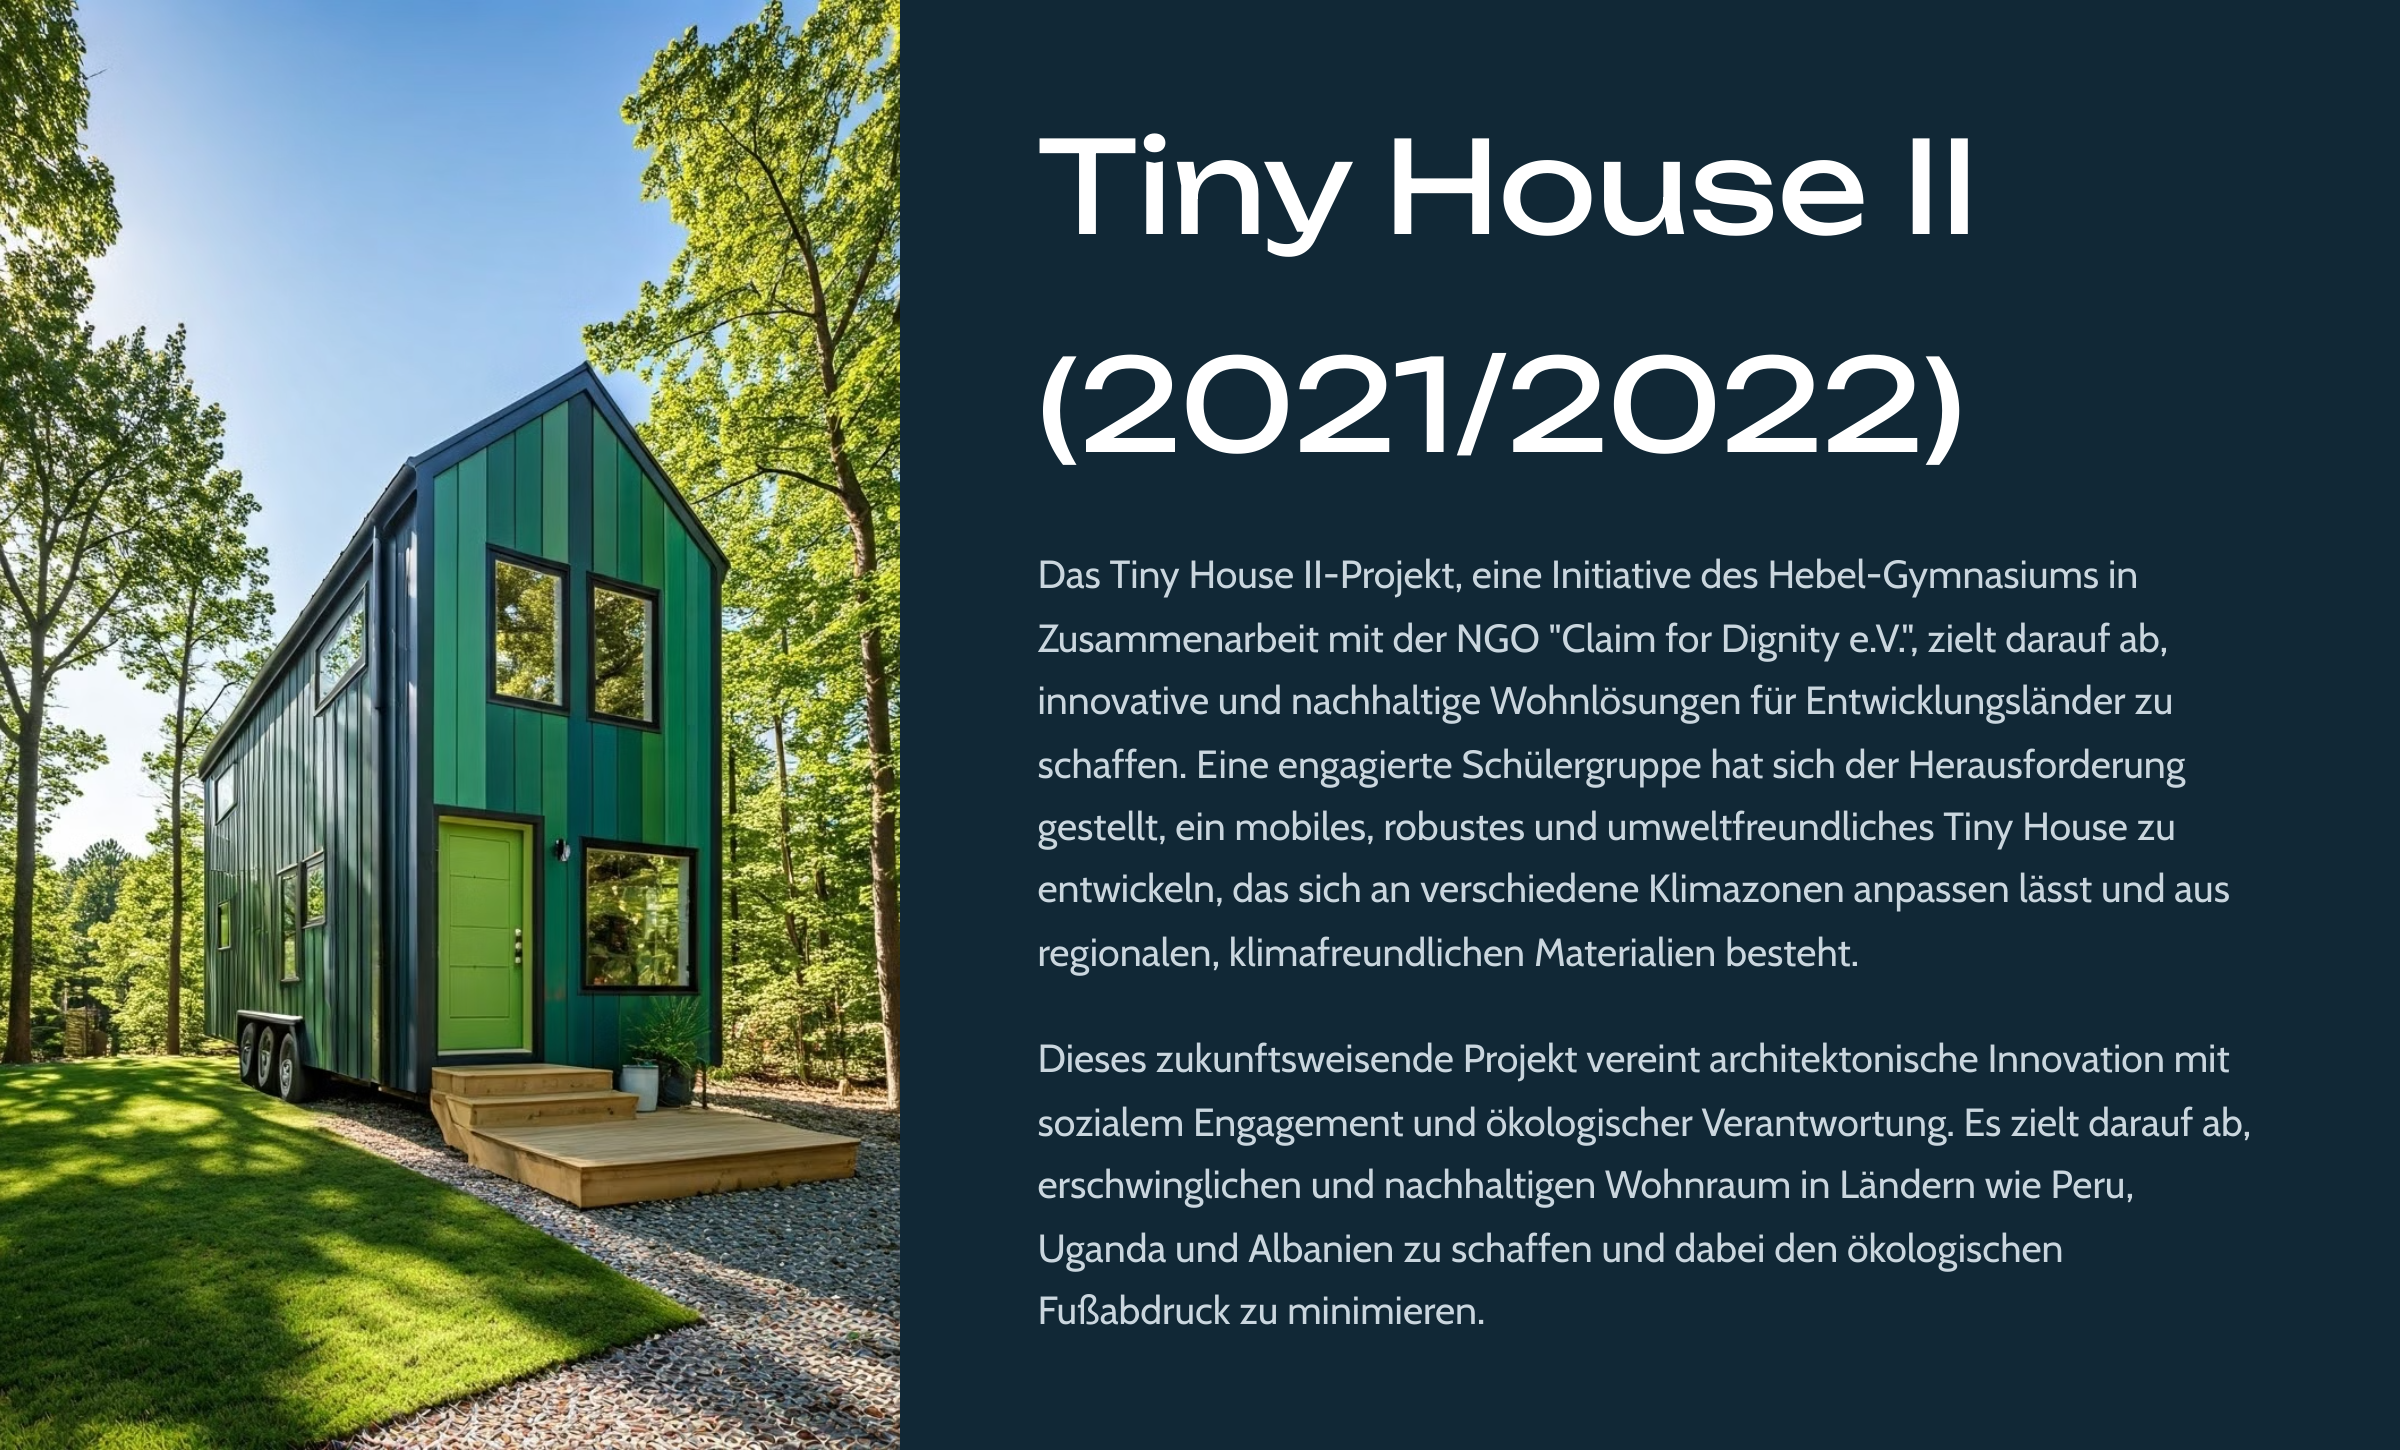 Tiny House II
(2021/2022)
Das Tiny House II-Projekt, eine Initiative des Hebel-Gymnasiums in
Zusammenarbeit mit der NGO "Claim for Dignity e.V.", zielt darauf ab,
innovative und nachhaltige Wohnlösungen für Entwicklungsländer zu
schaffen. Eine engagierte Schülergruppe hat sich der Herausforderung
gestellt, ein mobiles, robustes und umweltfreundliches Tiny House zu
entwickeln, das sich an verschiedene Klimazonen anpassen lässt und aus
regionalen, klimafreundlichen Materialien besteht.
Dieses zukunftsweisende Projekt vereint architektonische Innovation mit
sozialem Engagement und ökologischer Verantwortung. Es zielt darauf ab,
erschwinglichen und nachhaltigen Wohnraum in Ländern wie Peru,
Uganda und Albanien zu schaffen und dabei den ökologischen
Fußabdruck zu minimieren.